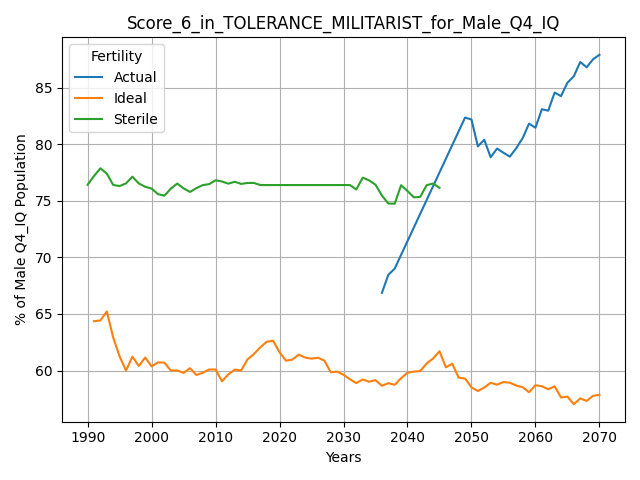 Score_6_in_TOLERANCE_MILITARIST_for_Male_Q4_IQ
Fertility
Actual
Ideal
Sterile
% of Male Q4_IQ Population
85
80
75
70
65
60
1990 2000 2010 2020 2030 2040 2050 2060 2070
Years